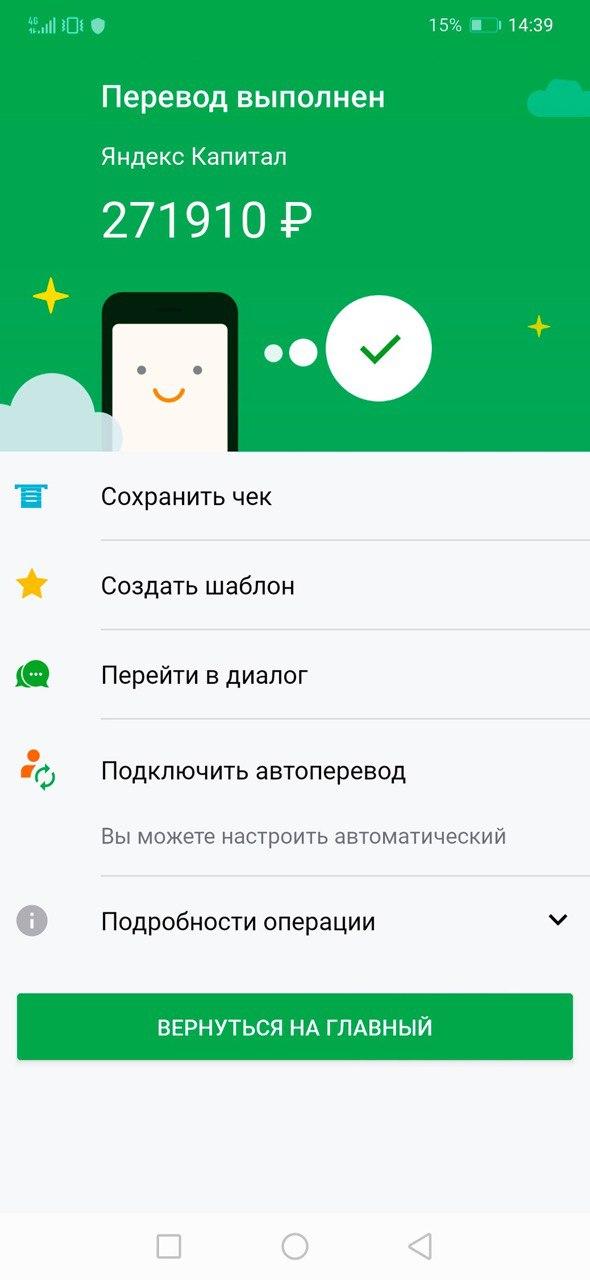 4G 15% 14:39
Перевод выполнен
Яндекс Капитал
271910 ₽
Сохранить чек
Создать шаблон
Перейти в диалог
Подключить автоперевод
Вы можете настроить автоматический
Подробности операции
ВЕРНУТЬСЯ НА ГЛАВНЫЙ